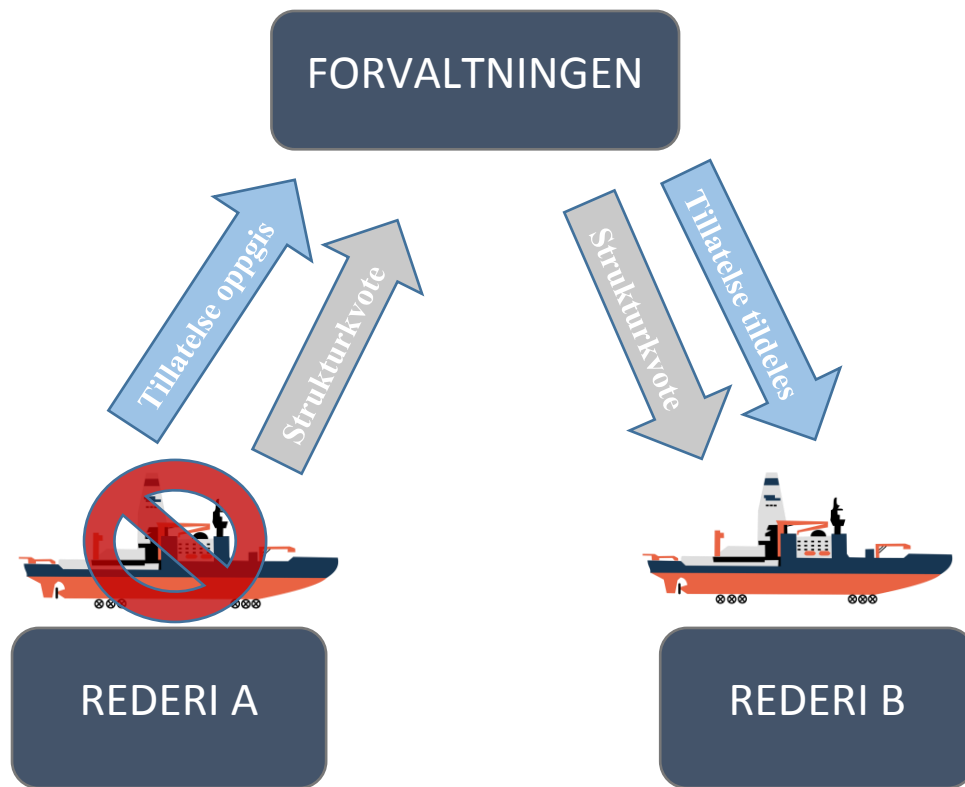 FORVALTNINGEN
Tillatelse oppgis
Strukturkvote
Strukturkvote
Tillatelse tildeles
REDERI A
REDERI B